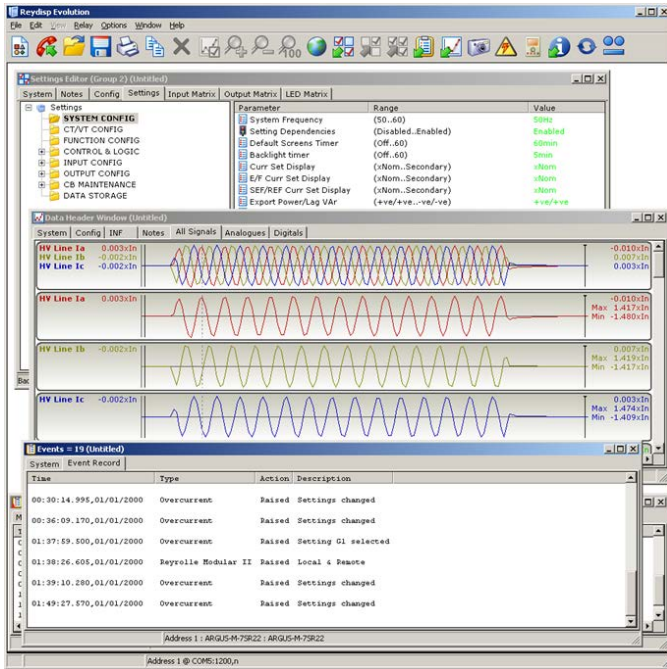 Reydisp Evolution
File Edit View Relay Options Window Help
Settings Editor (Group 2) (Untitled)
System Notes Config Settings Input Matrix Output Matrix LED Matrix
Settings
SYSTEM CONFIG
CT/VT CONFIG
FUNCTION CONFIG
CONTROL & LOGIC
INPUT CONFIG
OUTPUT CONFIG
CB MAINTENANCE
DATA STORAGE
Parameter Range Value
System Frequency (50..60) 50Hz
Setting Dependencies (Disabled..Enabled) Enabled
Default Screens Timer (Off..60) 60min
Backlight timer (Off..60) 5min
Curr Set Display (xNom..Secondary) xNom
E/F Curr Set Display (xNom..Secondary) xNom
SEF/REF Curr Set Display (xNom..Secondary) xNom
Export Power/Lag VAr (+ve/+ve..-ve/-ve) +ve/+ve
Data Header Window (Untitled)
System Config INF Notes All Signals Analogues Digitals
HV Line Ia 0.003xIn -0.010xIn
HV Line Ib -0.002xIn 0.007xIn
HV Line Ic -0.002xIn 0.003xIn
HV Line Ia 0.003xIn -0.010xIn
Max 1.417xIn
Min -1.480xIn
HV Line Ib -0.002xIn 0.007xIn
Max 1.419xIn
Min -1.417xIn
HV Line Ic -0.002xIn 0.003xIn
Max 1.474xIn
Min -1.409xIn
Events = 19 (Untitled)
System Event Record
Time Type Action Description
00:30:14.995,01/01/2000 Overcurrent Raised Settings changed
00:36:09.170,01/01/2000 Overcurrent Raised Settings changed
01:37:59.500,01/01/2000 Overcurrent Raised Setting G1 selected
01:38:26.605,01/01/2000 Reyrolle Modular II Raised Local & Remote
01:39:10.280,01/01/2000 Overcurrent Raised Settings changed
01:49:27.570,01/01/2000 Overcurrent Raised Settings changed
Address 1 : ARGUS-M-7SR22 : ARGUS-M-7SR22
Address 1 @ COM5:1200,n